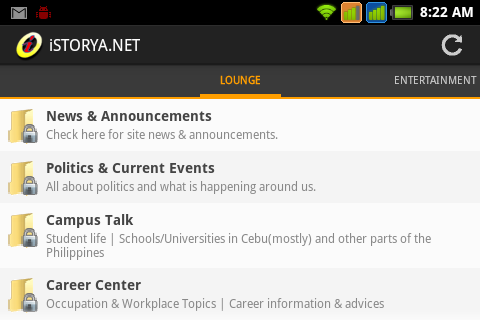 8:22 AM
iSTORYA.NET
LOUNGE
ENTERTAINMENT
News & Announcements
Check here for site news & announcements.
Politics & Current Events
All about politics and what is happening around us.
Campus Talk
Student life | Schools/Universities in Cebu(mostly) and other parts of the
Philippines
Career Center
Occupation & Workplace Topics | Career information & advices